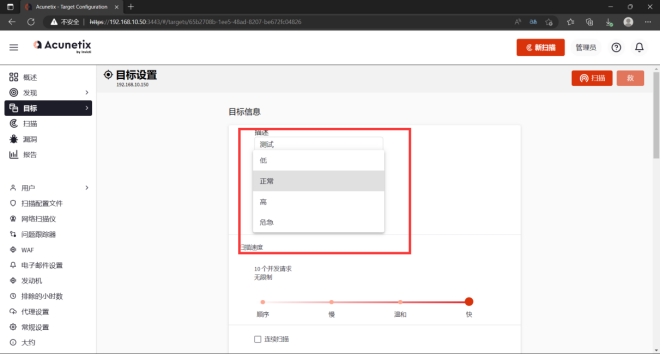 Acunetix - Target Configuration
不安全
https://192.168.10.50:3443/#/targets/65b2708b-1ee5-48ad-8207-be672b04826
Acunetix
新扫描
管理员
概述
发现
目标
扫描
漏洞
报告
用户
扫描配置文件
网络扫描仪
问题跟踪器
WAF
电子邮件设置
发动机
排除的小时数
代理设置
常规设置
大约
目标设置
192.168.10.150
扫描
目标信息
描述
测试
低
正常
高
危急
扫描速度
10 个并发请求
无限制
顺序
慢
温和
快
连续扫描